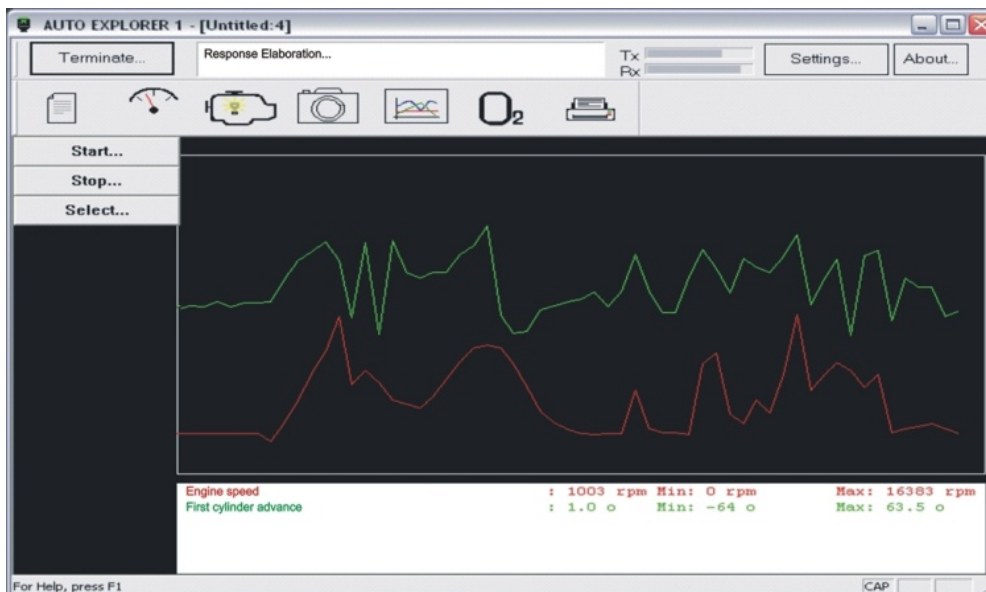 AUTO EXPLORER 1 - [Untitled:4]
Terminate...
Response Elaboration...
Tx
Rx
Settings...
About...
O2
Start...
Stop...
Select...
Engine speed : 1003 rpm Min: 0 rpm Max: 16383 rpm
First cylinder advance : 1.0 o Min: -64 o Max: 63.5 o
For Help, press F1
CAP